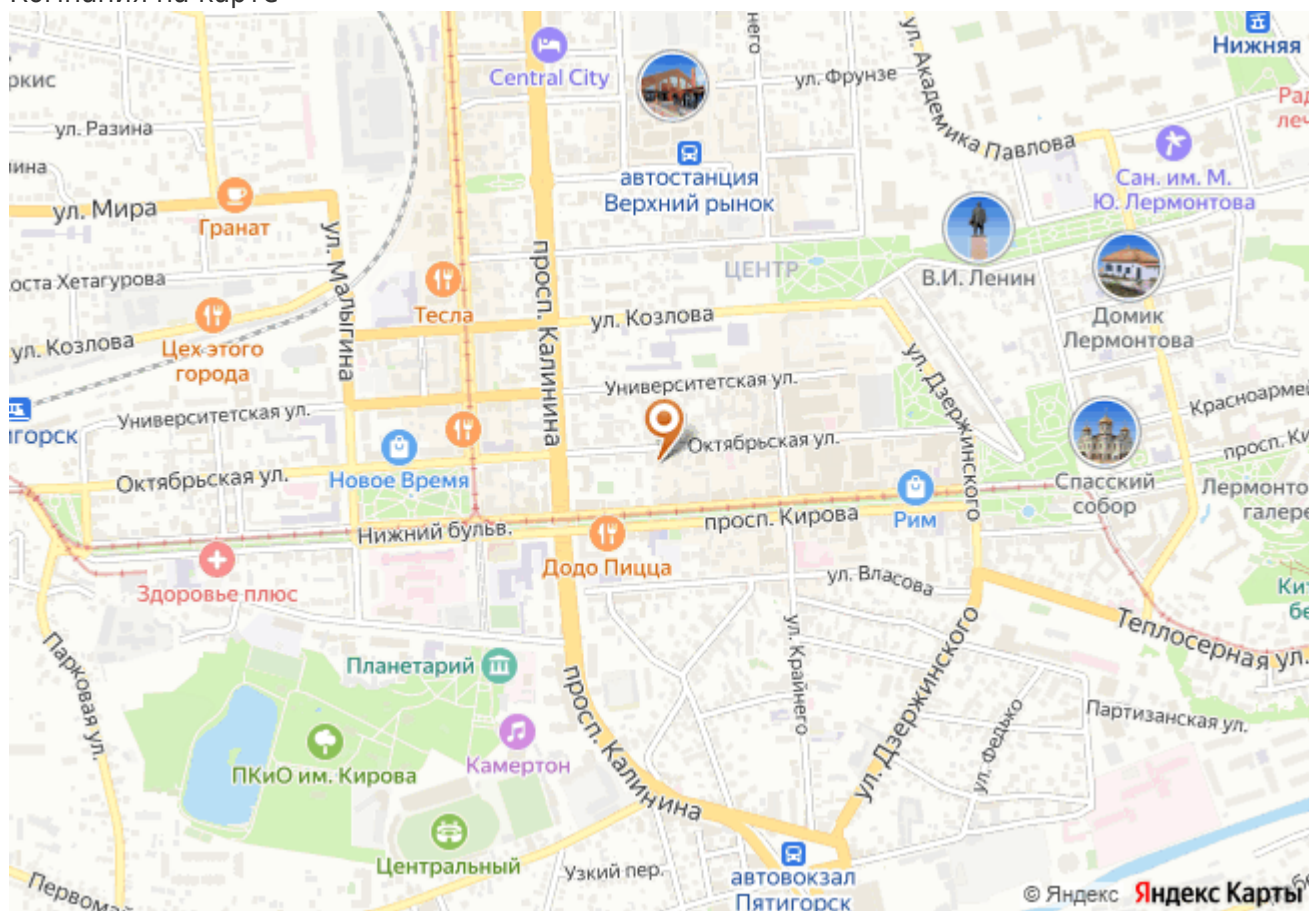 Компания на карте
Central City
ул. Фрунзе
ул. Академика Павлова
Нижняя
ул. Разина
автостанция
Верхний рынок
Сан. им. М.
Ю. Лермонтова
ул. Мира
Гранат
ул. Малыгина
просп. Калинина
ЦЕНТР
В.И. Ленин
Тесла
ул. Козлова
Домик
Лермонтова
ул. Козлова
Цех этого
города
Университетская ул.
ул. Дзержинского
Университетская ул.
Октябрьская ул.
Октябрьская ул.
Новое Время
Спасский
собор
Нижний бульв.
просп. Кирова
Рим
Додо Пицца
Здоровье плюс
ул. Власова
Теплосерная ул.
Парковая ул.
Планетарий
ул. Крайнего
ул. Дзержинского
Партизанская ул.
ул. Федько
ПКиО им. Кирова
Камертон
просп. Калинина
Центральный
Узкий пер.
автовокзал
Пятигорск
© Яндекс Яндекс Карты